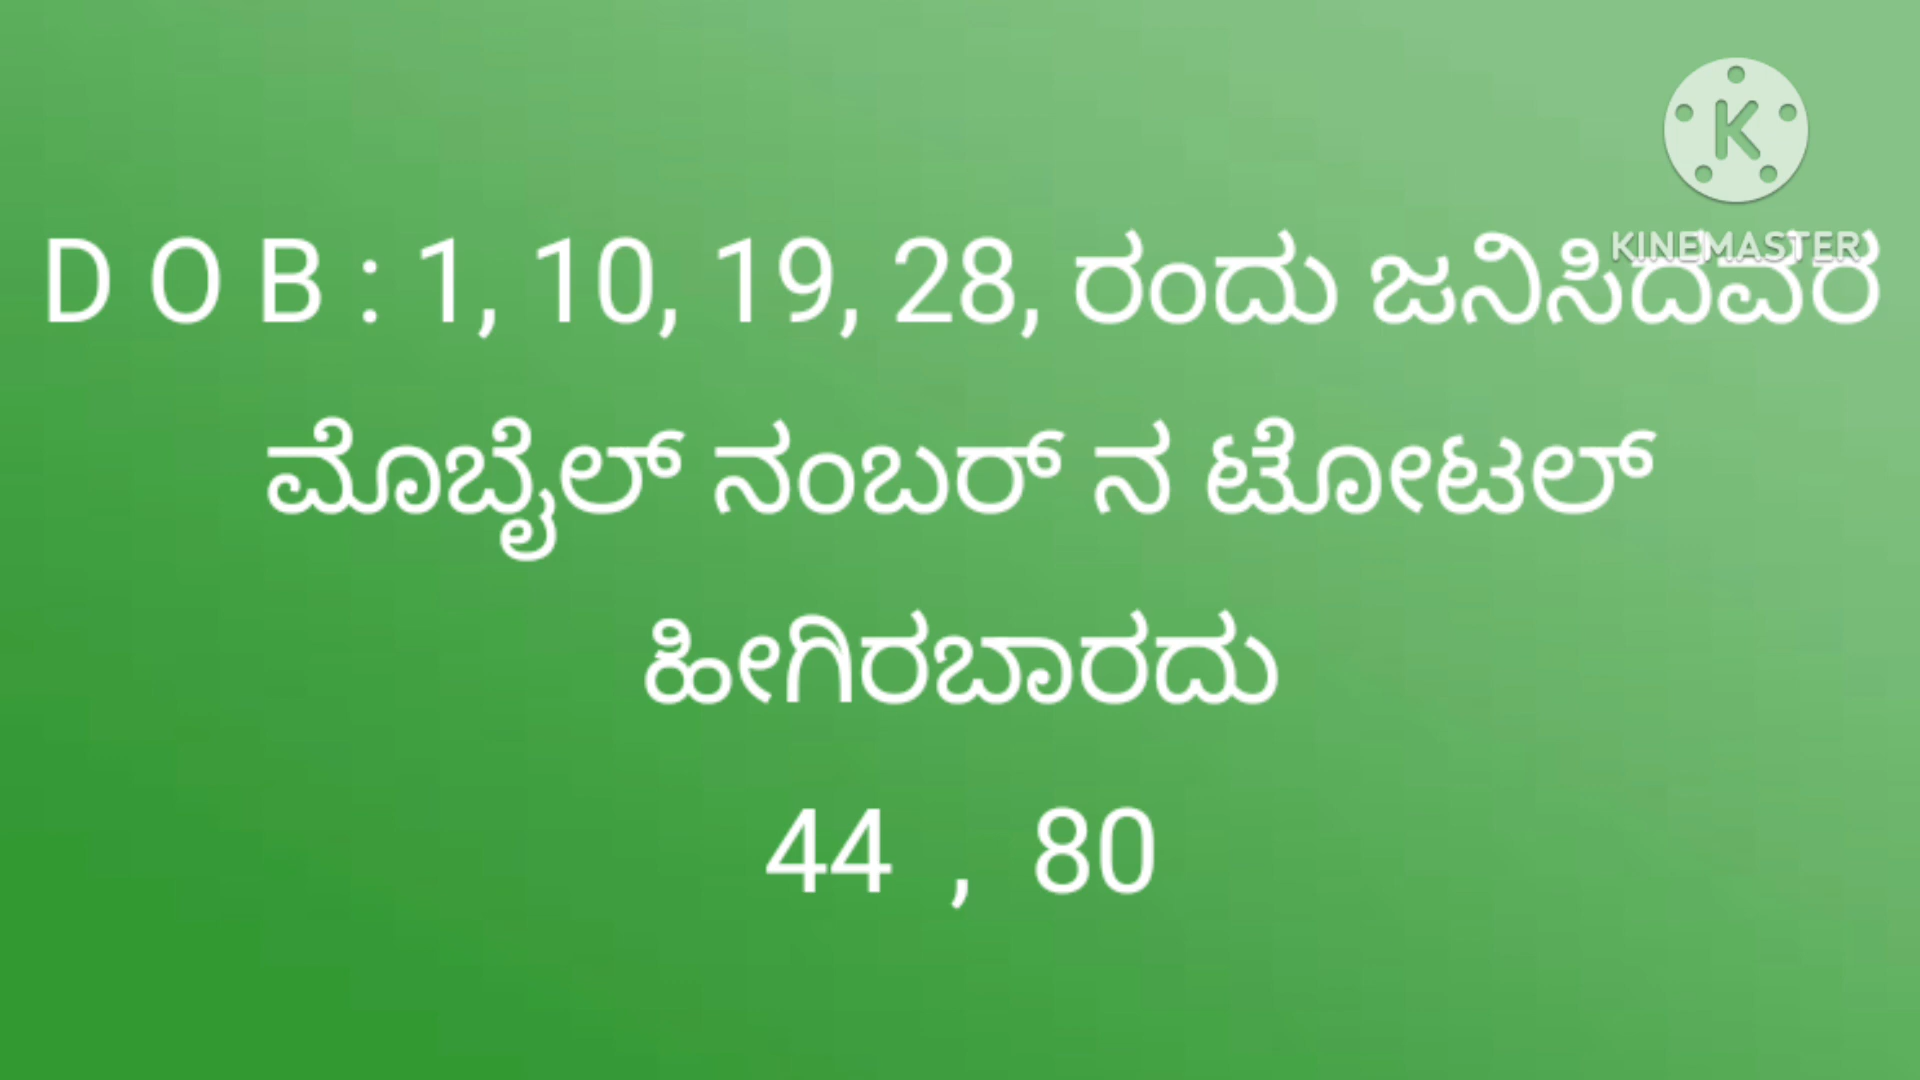 KINEMASTER
D O B : 1, 10, 19, 28, ರಂದು ಜನಿಸಿದವರ
ಮೊಬೈಲ್ ನಂಬರ್ ನ ಟೋಟಲ್
ಹೀಗಿರಬಾರದು
44 , 80